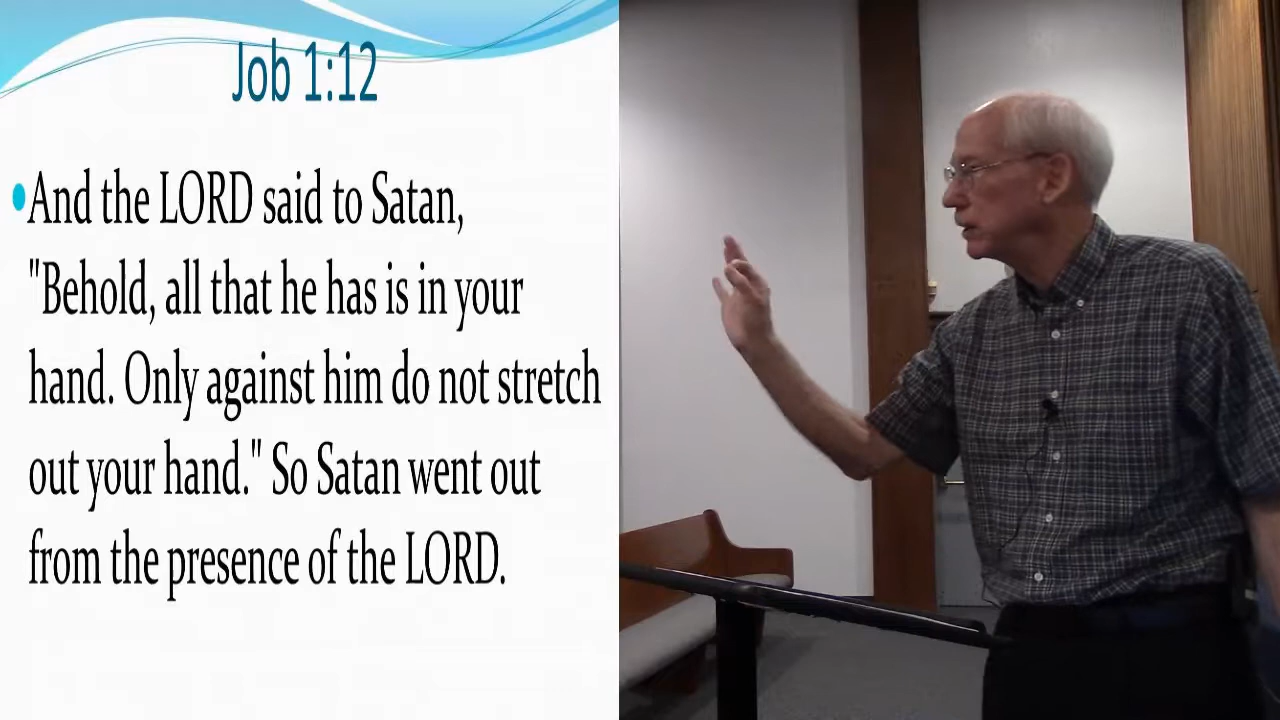 Job 1:12
•And the LORD said to Satan,
"Behold, all that he has is in your
hand. Only against him do not stretch
out your hand." So Satan went out
from the presence of the LORD.